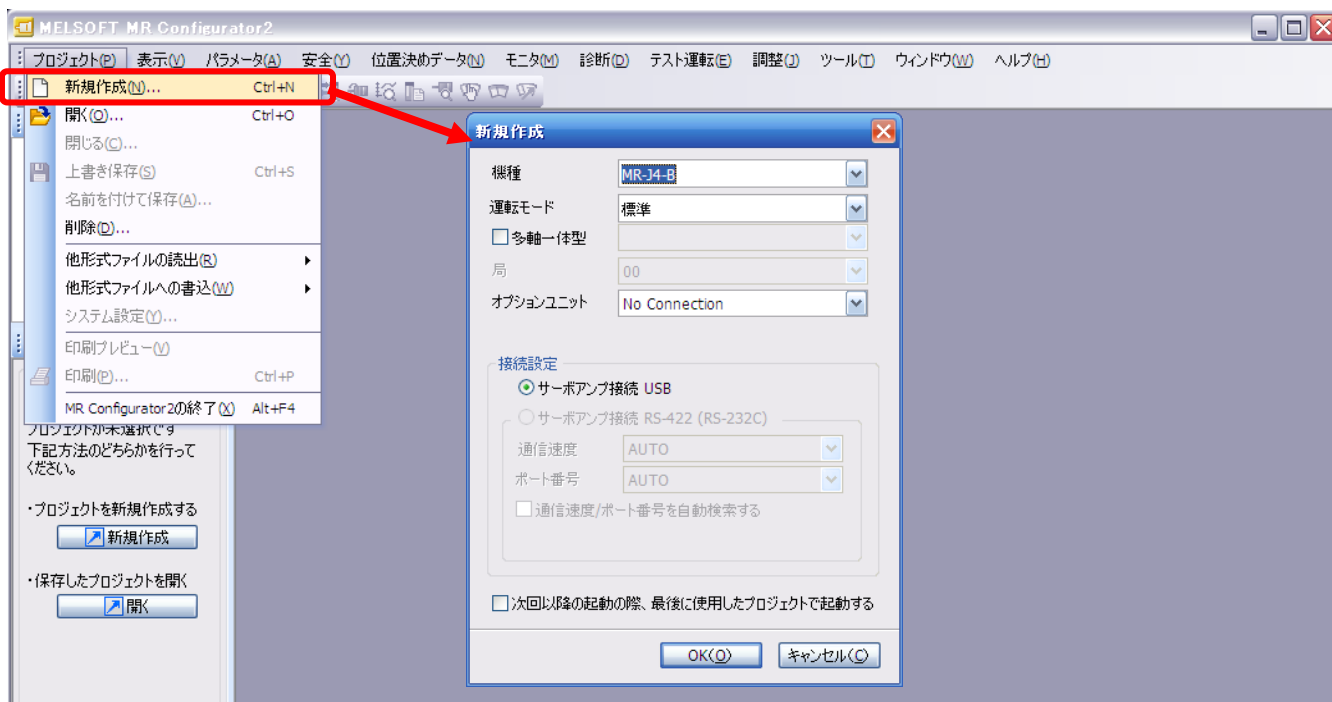 MELSOFT MR Configurator2
プロジェクト(P) 表示(V) パラメータ(A) 安全(Y) 位置決めデータ(N) モニタ(M) 診断(D) テスト運転(E) 調整(J) ツール(T) ウィンドウ(W) ヘルプ(H)
新規作成(N)... Ctrl+N
開く(O)... Ctrl+O
閉じる(C)...
上書き保存(S) Ctrl+S
名前を付けて保存(A)...
削除(D)...
他形式ファイルの読出(R)
他形式ファイルへの書込(W)
システム設定(Y)...
印刷プレビュー(V)
印刷(P)... Ctrl+P
MR Configurator2の終了(X) Alt+F4
プロジェクトが未選択です
下記方法のどちらかを行って
ください。
・プロジェクトを新規作成する
新規作成
・保存したプロジェクトを開く
開く
新規作成
機種 MR-J4-B
運転モード 標準
多軸一体型
局 00
オプションユニット No Connection
接続設定
サーボアンプ接続 USB
サーボアンプ接続 RS-422 (RS-232C)
通信速度 AUTO
ポート番号 AUTO
通信速度/ポート番号を自動検索する
次回以降の起動の際、最後に使用したプロジェクトで起動する
OK(O) キャンセル(C)